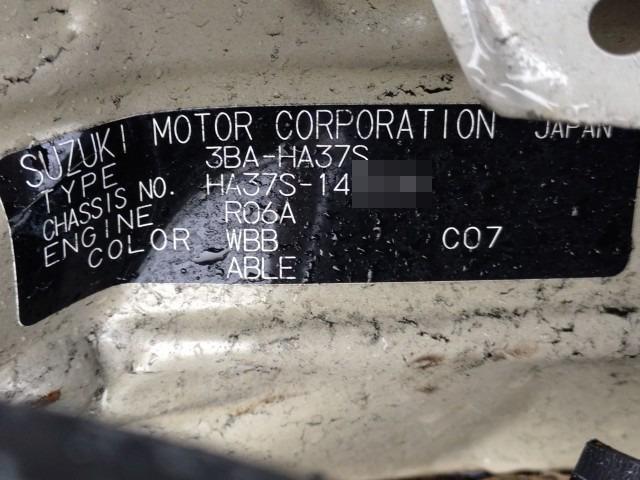 SUZUKI MOTOR CORPORATION JAPAN
TYPE 3BA-HA37S
CHASSIS NO. HA37S-14
ENGINE R06A
COLOR WBB C07
ABLE